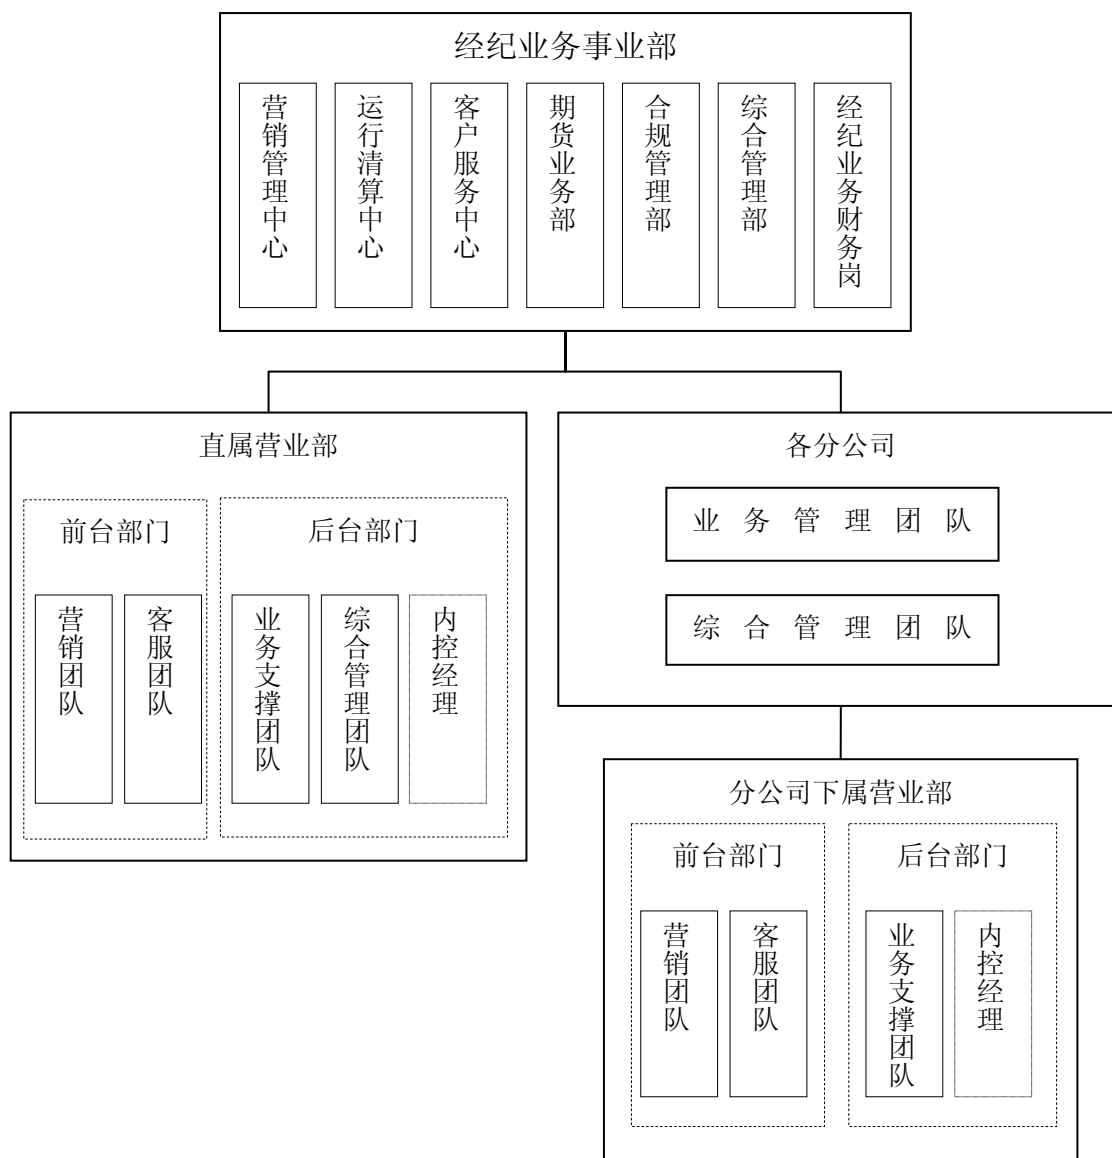 经纪业务事业部
营销管理中心
运行清算中心
客户服务中心
期货业务部
合规管理部
综合管理部
经纪业务财务岗
直属营业部
前台部门
营销团队
客服团队
后台部门
业务支撑团队
综合管理团队
内控经理
各分公司
业务管理团队
综合管理团队
分公司下属营业部
前台部门
营销团队
客服团队
后台部门
业务支撑团队
内控经理